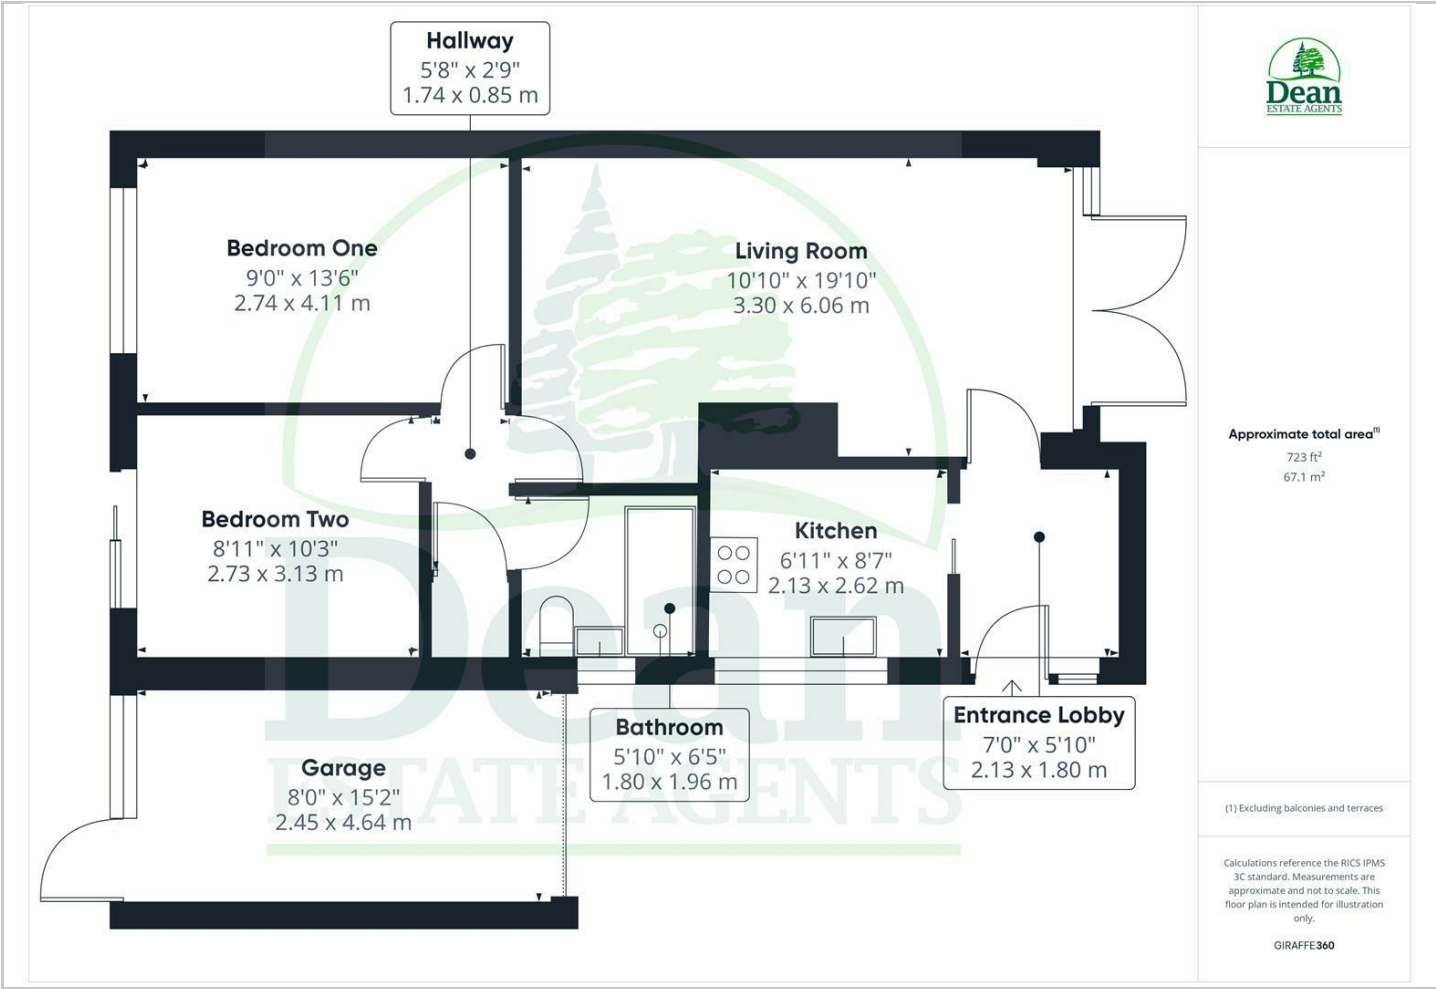 Hallway
5'8" x 2'9"
1.74 x 0.85 m
Dean
ESTATE AGENTS
Bedroom One
9'0" x 13'6"
2.74 x 4.11 m
Living Room
10'10" x 19'10"
3.30 x 6.06 m
Bedroom Two
8'11" x 10'3"
2.73 x 3.13 m
Kitchen
6'11" x 8'7"
2.13 x 2.62 m
Dean
ESTATE AGENTS
Bathroom
5'10" x 6'5"
1.80 x 1.96 m
Entrance Lobby
7'0" x 5'10"
2.13 x 1.80 m
Garage
8'0" x 15'2"
2.45 x 4.64 m
Approximate total area(1)
723 ft²
67.1 m²
(1) Excluding balconies and terraces
Calculations reference the RICS IPMS
3C standard. Measurements are
approximate and not to scale. This
floor plan is intended for illustration
only.
GIRAFFE360